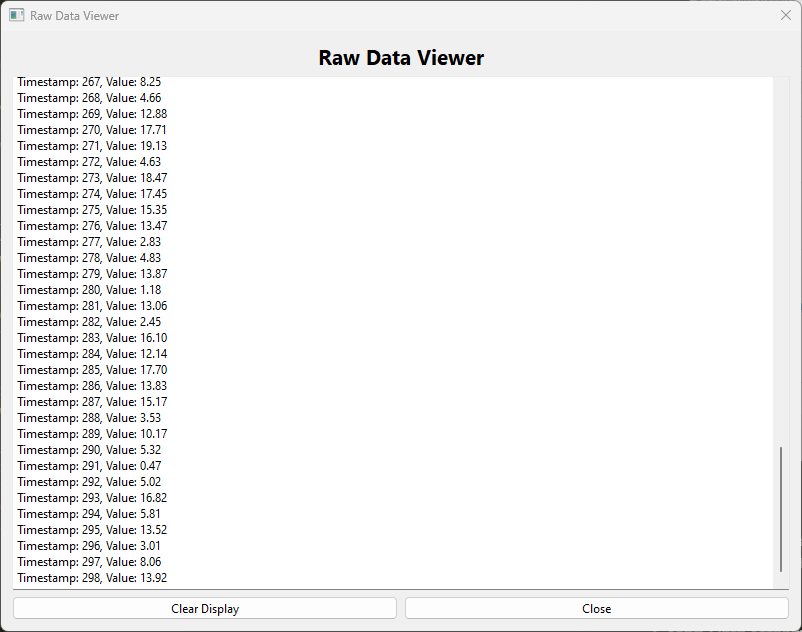 Raw Data Viewer
Raw Data Viewer
Timestamp: 267, Value: 8.25
Timestamp: 268, Value: 4.66
Timestamp: 269, Value: 12.88
Timestamp: 270, Value: 17.71
Timestamp: 271, Value: 19.13
Timestamp: 272, Value: 4.63
Timestamp: 273, Value: 18.47
Timestamp: 274, Value: 17.45
Timestamp: 275, Value: 15.35
Timestamp: 276, Value: 13.47
Timestamp: 277, Value: 2.83
Timestamp: 278, Value: 4.83
Timestamp: 279, Value: 13.87
Timestamp: 280, Value: 1.18
Timestamp: 281, Value: 13.06
Timestamp: 282, Value: 2.45
Timestamp: 283, Value: 16.10
Timestamp: 284, Value: 12.14
Timestamp: 285, Value: 17.70
Timestamp: 286, Value: 13.83
Timestamp: 287, Value: 15.17
Timestamp: 288, Value: 3.53
Timestamp: 289, Value: 10.17
Timestamp: 290, Value: 5.32
Timestamp: 291, Value: 0.47
Timestamp: 292, Value: 5.02
Timestamp: 293, Value: 16.82
Timestamp: 294, Value: 5.81
Timestamp: 295, Value: 13.52
Timestamp: 296, Value: 3.01
Timestamp: 297, Value: 8.06
Timestamp: 298, Value: 13.92
Clear Display Close